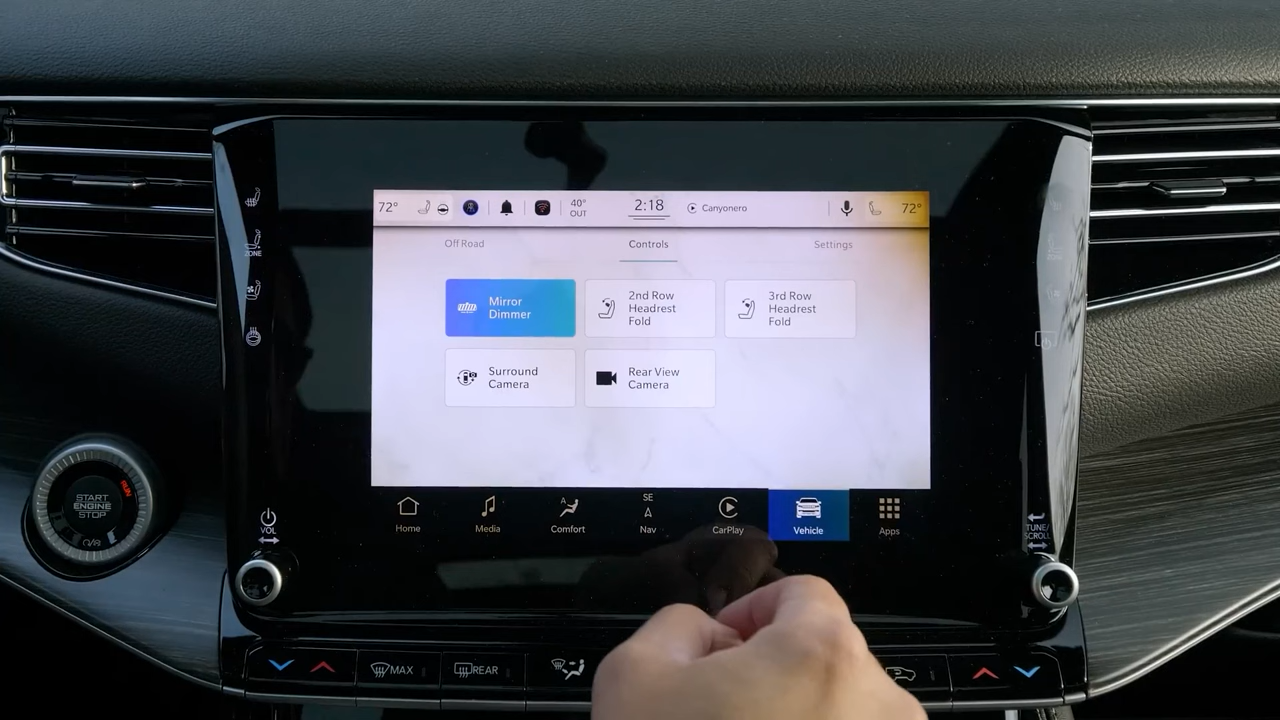 72°
40°
OUT
2:18
Canyonero
72°
Off Road
Controls
Settings
Mirror
Dimmer
2nd Row
Headrest
Fold
3rd Row
Headrest
Fold
Surround
Camera
Rear View
Camera
ZONE
START
ENGINE
STOP
RUN
VOL
A
SE
Home
Media
Comfort
Nav
CarPlay
Vehicle
Apps
TUNE/
SCROLL
MAX
REAR